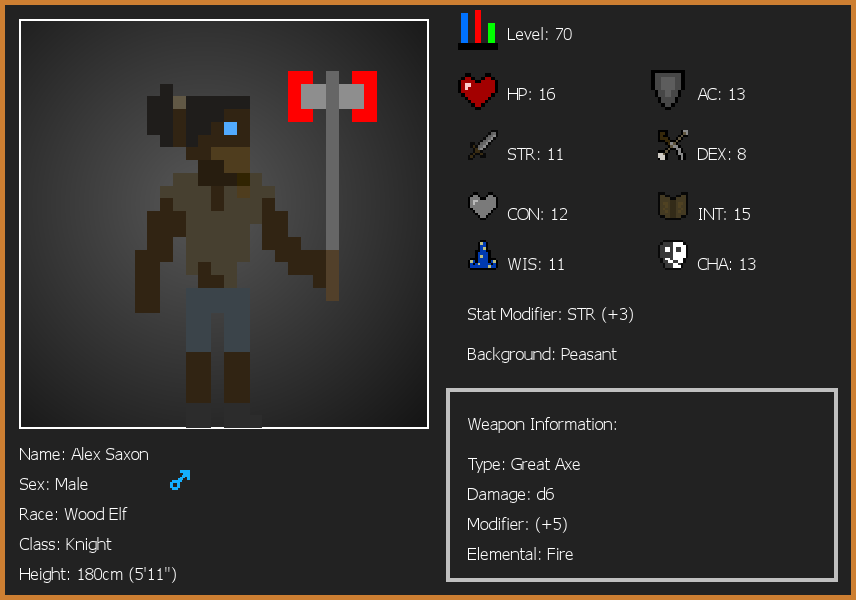 Level: 70
HP: 16
AC: 13
STR: 11
DEX: 8
CON: 12
INT: 15
WIS: 11
CHA: 13
Stat Modifier: STR (+3)
Background: Peasant
Weapon Information:
Type: Great Axe
Damage: d6
Modifier: (+5)
Elemental: Fire
Name: Alex Saxon
Sex: Male
Race: Wood Elf
Class: Knight
Height: 180cm (5'11")